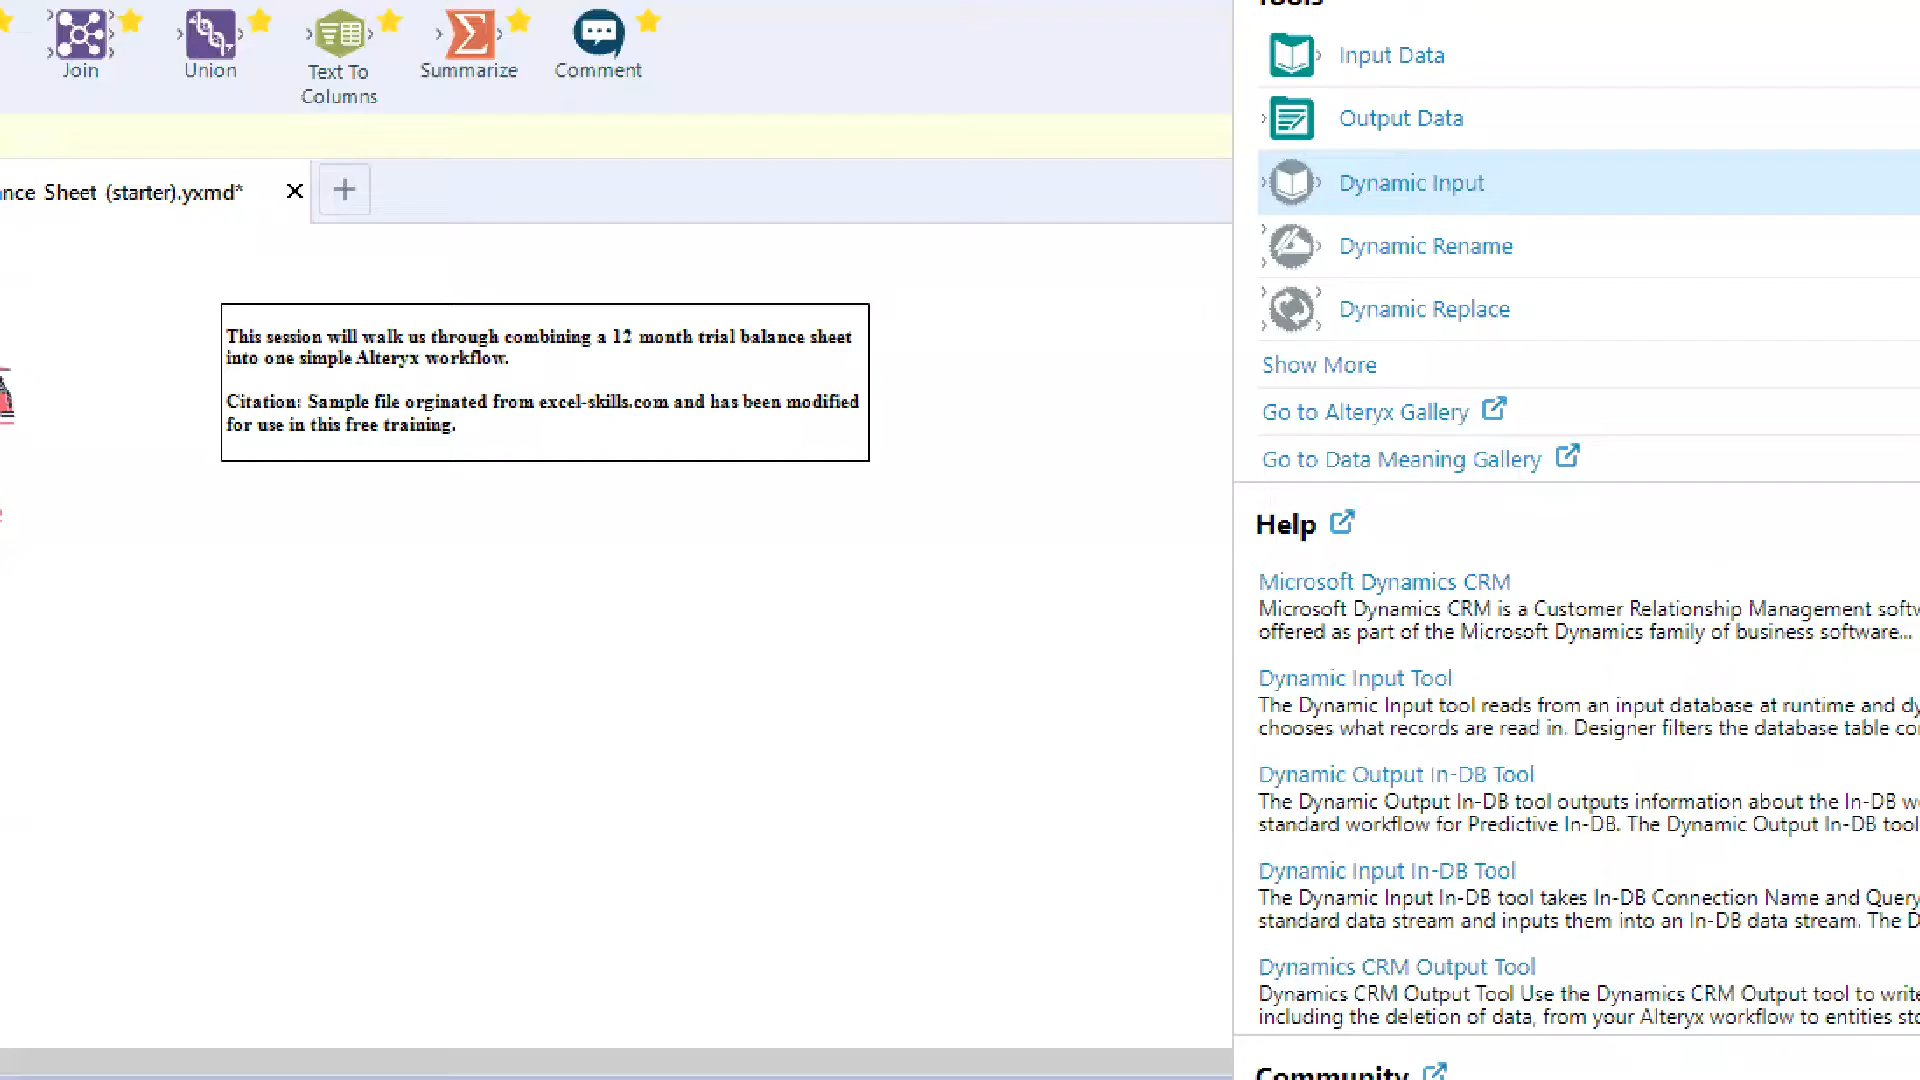 Join
Union
Text To
Columns
Summarize
Comment
Sheet (starter).yxmd*
This session will walk us through combining a 12 month trial balance sheet
into one simple Alteryx workflow.
Citation: Sample file orginated from excel-skills.com and has been modified
for use in this free training.
Tools
Input Data
Output Data
Dynamic Input
Dynamic Rename
Dynamic Replace
Show More
Go to Alteryx Gallery
Go to Data Meaning Gallery
Help
Microsoft Dynamics CRM
Microsoft Dynamics CRM is a Customer Relationship Management
offered as part of the Microsoft Dynamics family of business software...
Dynamic Input Tool
The Dynamic Input tool reads from an input database at runtime and
chooses what records are read in. Designer filters the database table
Dynamic Output In-DB Tool
The Dynamic Output In-DB tool outputs information about the In-DB
standard workflow for Predictive In-DB. The Dynamic Output In-DB tool
Dynamic Input In-DB Tool
The Dynamic Input In-DB tool takes In-DB Connection Name and Query
standard data stream and inputs them into an In-DB data stream. The
Dynamics CRM Output Tool
Dynamics CRM Output Tool Use the Dynamics CRM Output tool to write
including the deletion of data, from your Alteryx workflow to entities
Community